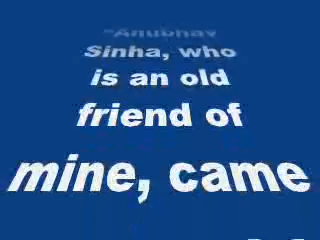 "Anubhav
Sinha, who
is an old
friend of
mine, came